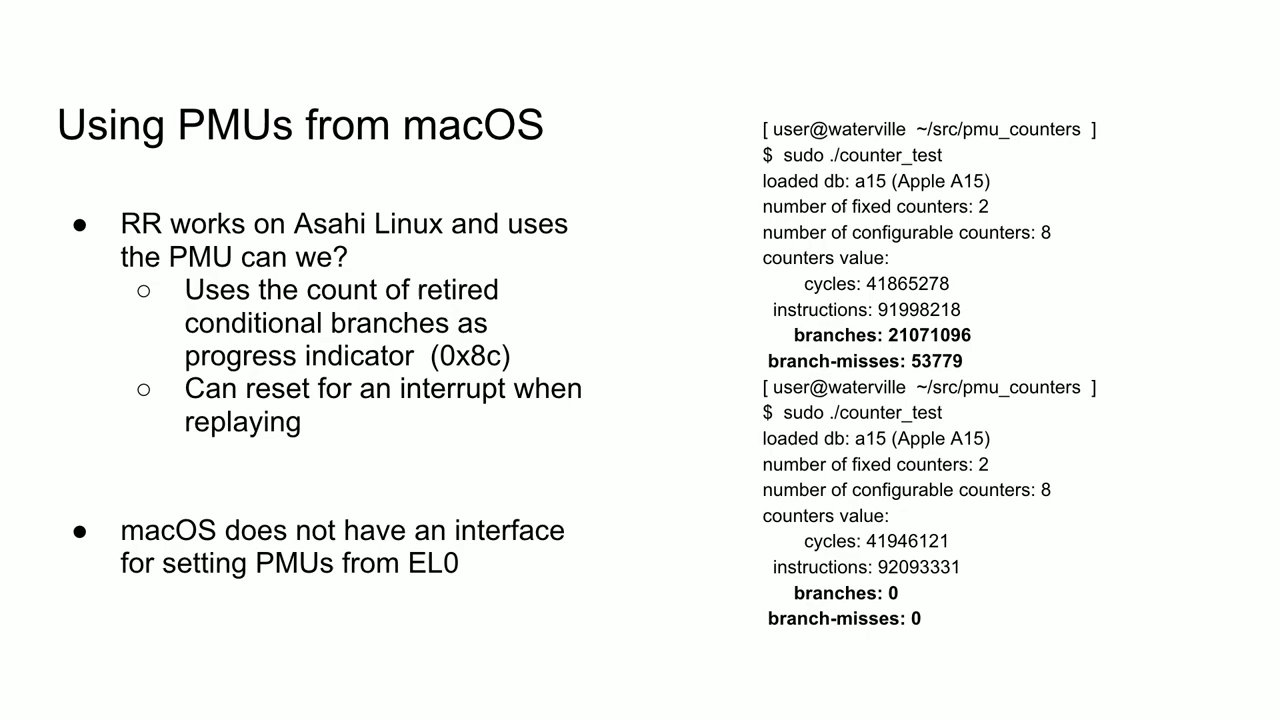 Using PMUs from macOS
● RR works on Asahi Linux and uses
the PMU can we?
○ Uses the count of retired
conditional branches as
progress indicator (0x8c)
○ Can reset for an interrupt when
replaying
● macOS does not have an interface
for setting PMUs from EL0
[ user@waterville ~/src/pmu_counters ]
$ sudo ./counter_test
loaded db: a15 (Apple A15)
number of fixed counters: 2
number of configurable counters: 8
counters value:
cycles: 41865278
instructions: 91998218
branches: 21071096
branch-misses: 53779
[ user@waterville ~/src/pmu_counters ]
$ sudo ./counter_test
loaded db: a15 (Apple A15)
number of fixed counters: 2
number of configurable counters: 8
counters value:
cycles: 41946121
instructions: 92093331
branches: 0
branch-misses: 0